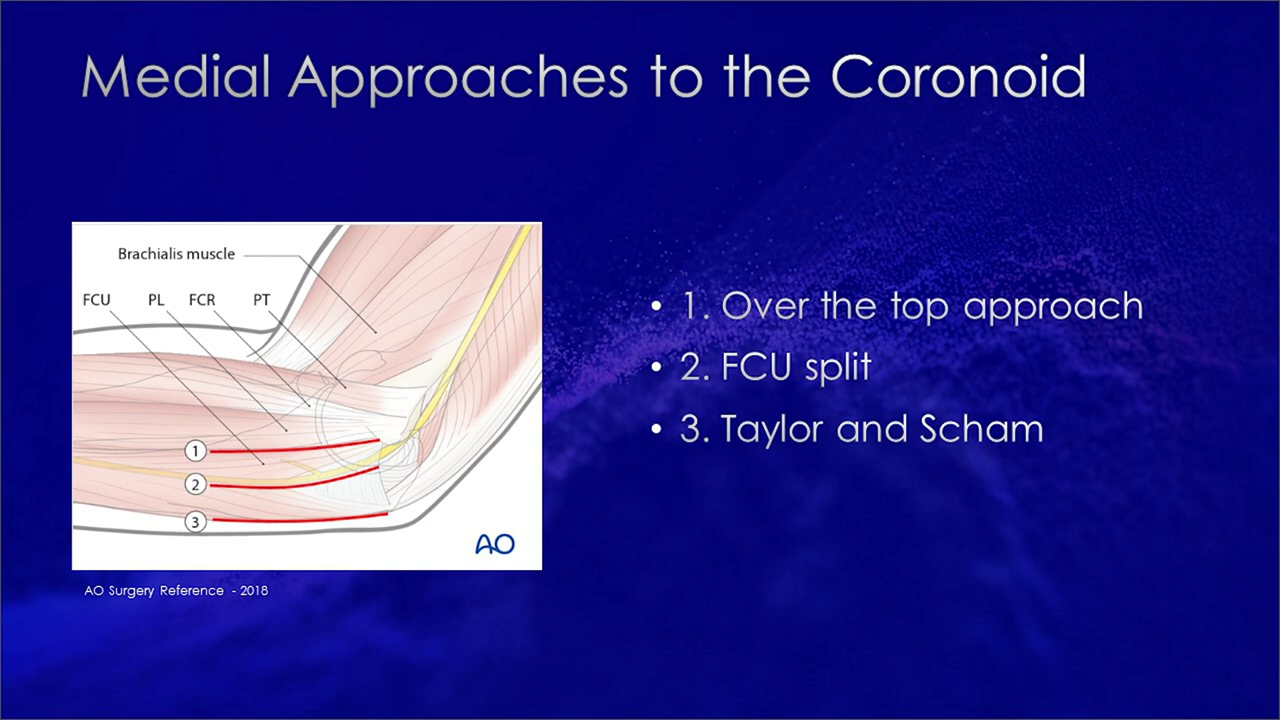 Medial Approaches to the Coronoid
Brachialis muscle
FCU PL FCR PT
1
2
3
AO
AO Surgery Reference - 2018
• 1. Over the top approach
• 2. FCU split
• 3. Taylor and Scham